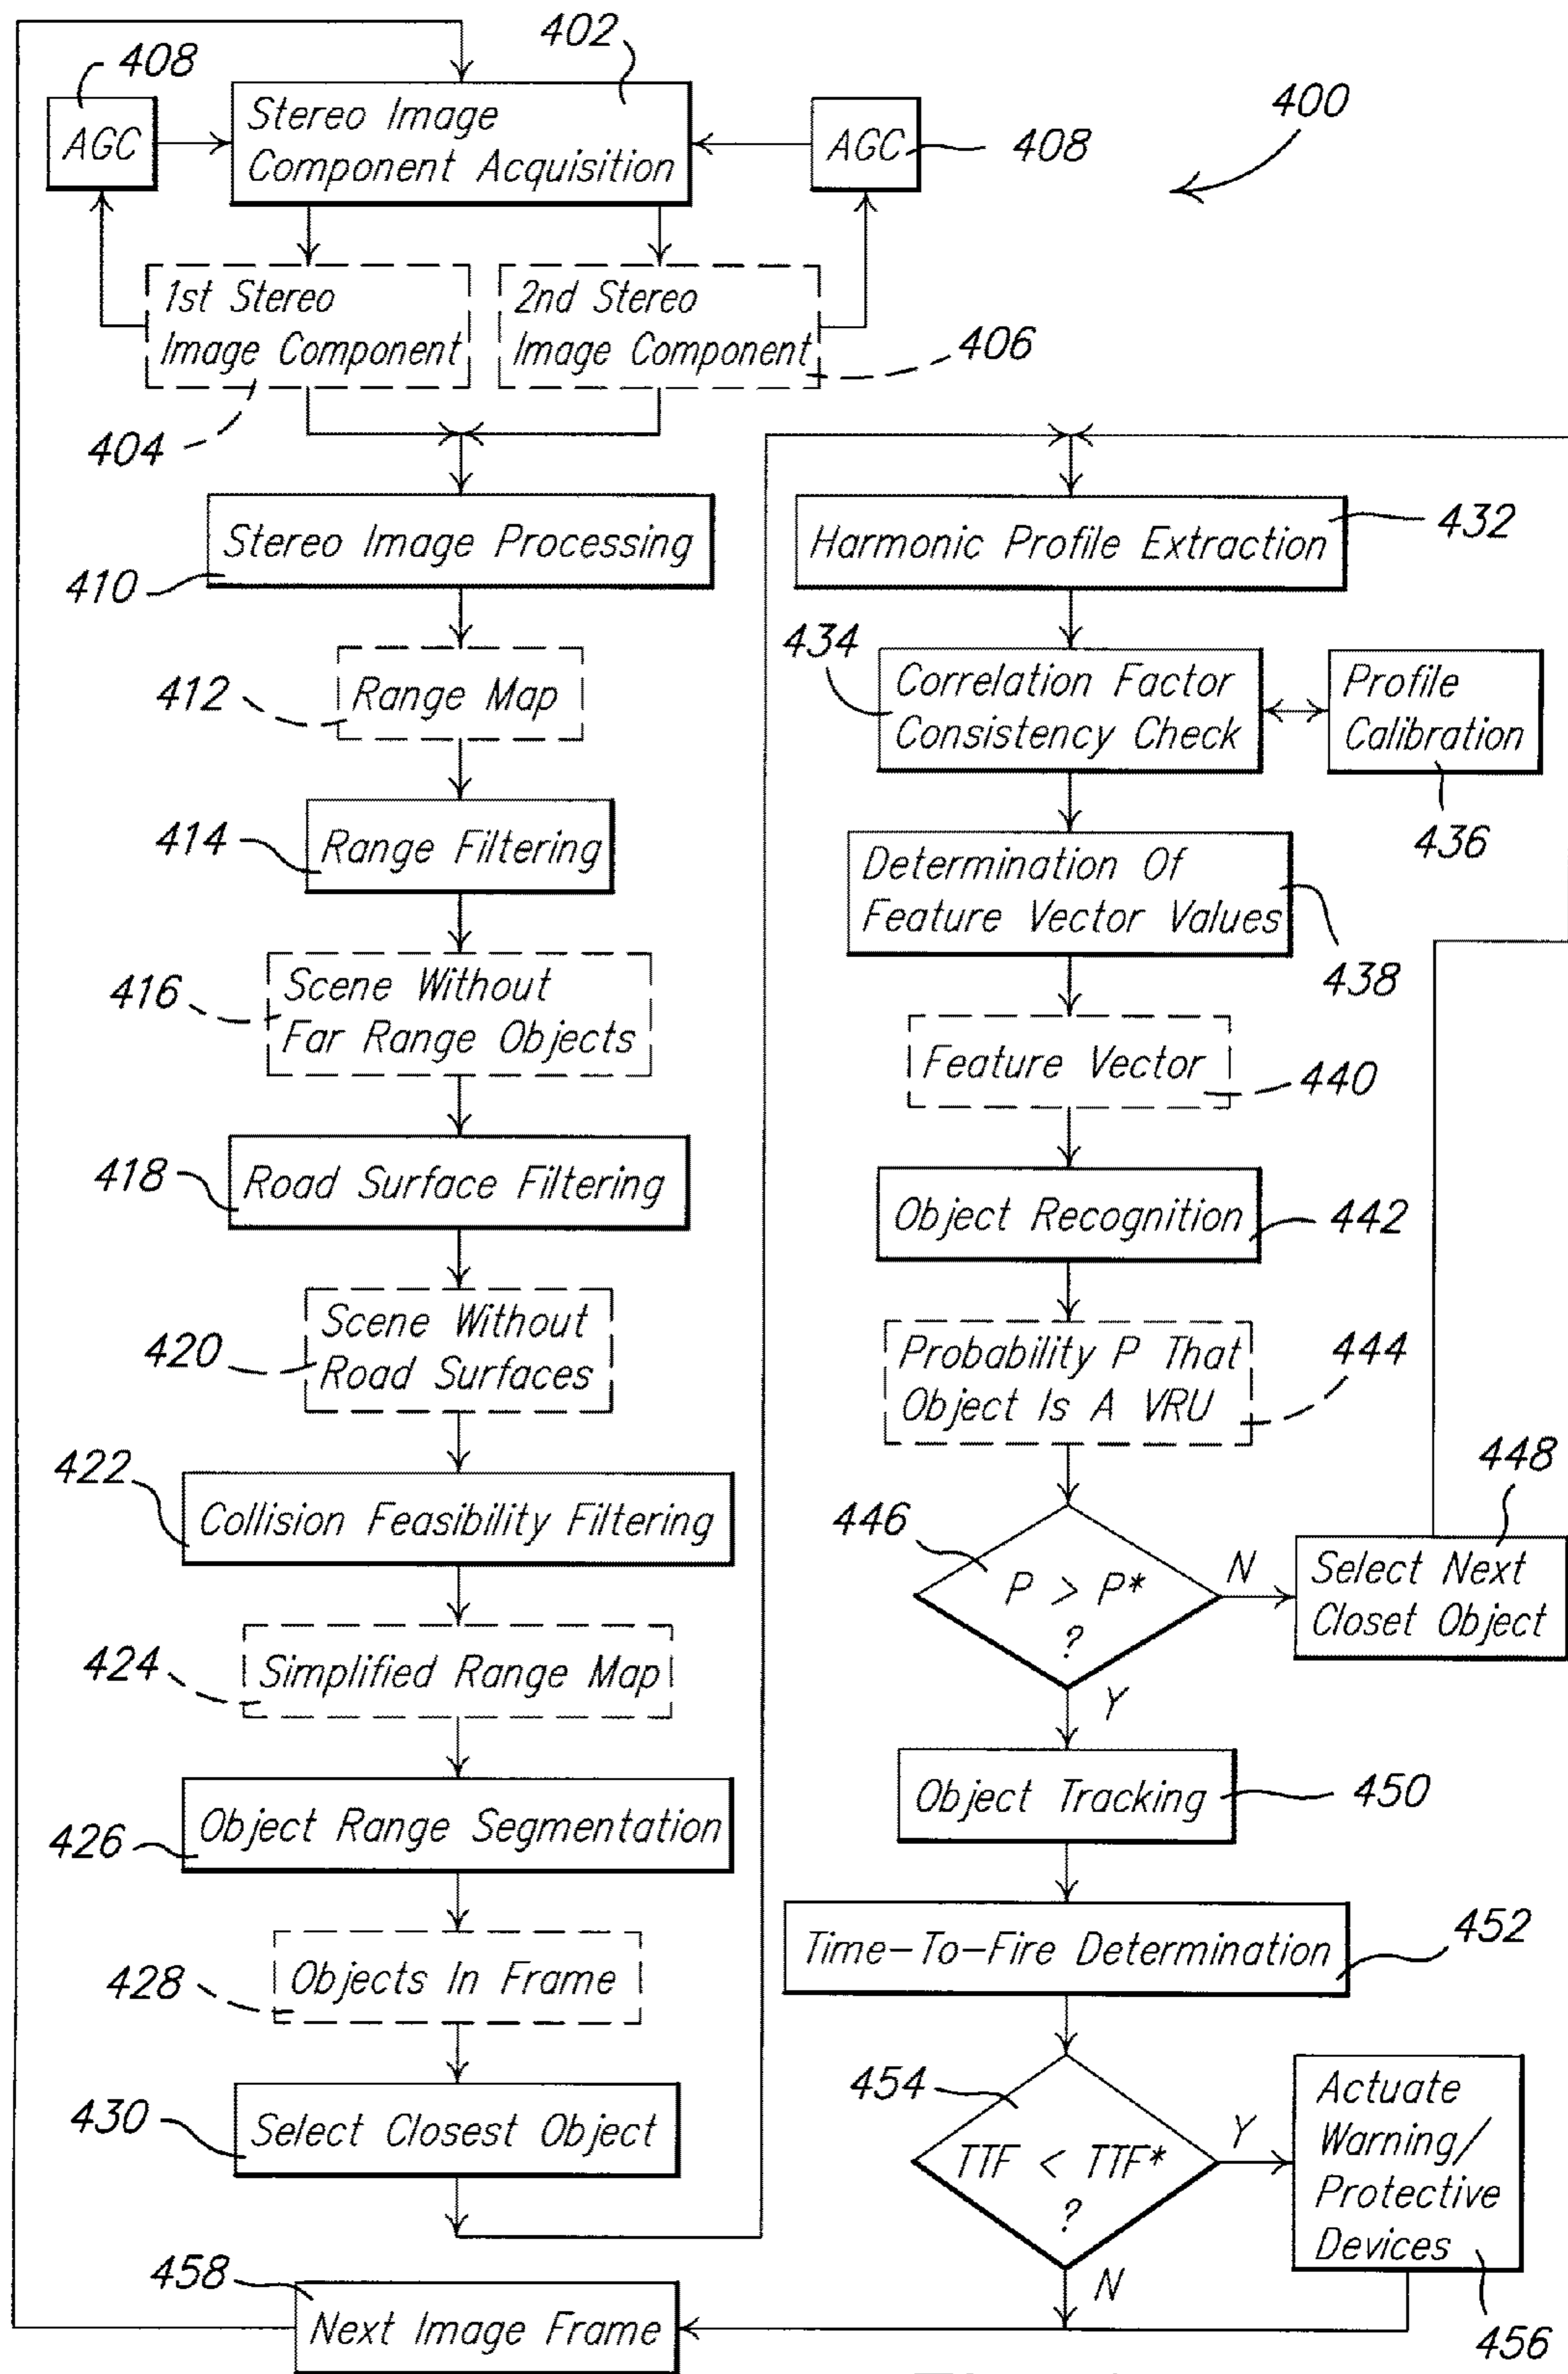 402
408
Stereo Image
Component Acquisition
AGC
AGC
408
400
1st Stereo
Image Component
2nd Stereo
Image Component
404
406
Stereo Image Processing
410
412
Range Map
414
Range Filtering
416
Scene Without
Far Range Objects
418
Road Surface Filtering
420
Scene Without
Road Surfaces
422
Collision Feasibility Filtering
424
Simplified Range Map
426
Object Range Segmentation
428
Objects In Frame
430
Select Closest Object
458
Next Image Frame
Harmonic Profile Extraction
432
434
Correlation Factor
Consistency Check
Profile
Calibration
436
Determination Of
Feature Vector Values
438
Feature Vector
440
Object Recognition
442
Probability P That
Object Is A VRU
444
446
P > P*
?
N
Y
448
Select Next
Closet Object
Object Tracking
450
Time-To-Fire Determination
452
454
TTF < TTF*
?
Y
N
Actuate
Warning/
Protective
Devices
456